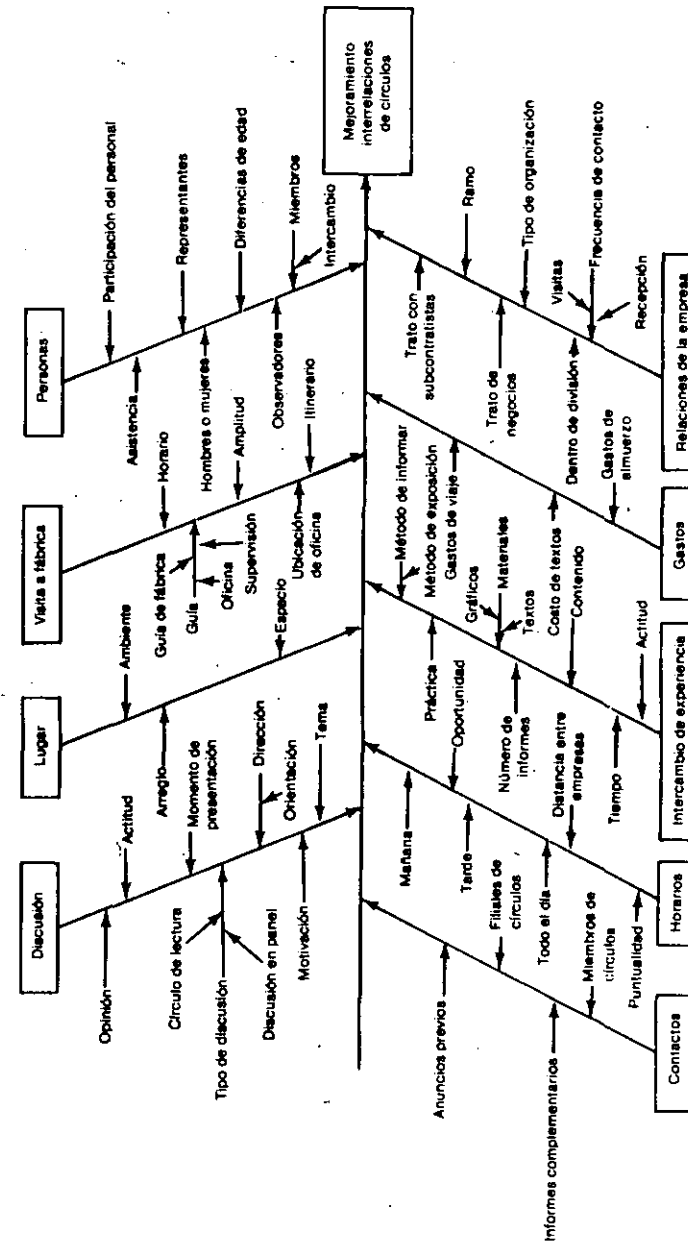 Discusión
Lugar
Visita a fábrica
Personas
Opinión
Actitud
Momento de
presentación
Círculo de lectura
Tipo de discusión
Discusión en panel
Dirección
Orientación
Motivación
Tema
Ambiente
Arreglo
Espacio
Horario
Guía de fábrica
Guía
Oficina
Supervisión
Amplitud
Ubicación
de oficina
Itinerario
Participación del personal
Asistencia
Representantes
Hombres o mujeres
Diferencias de edad
Observadores
Miembros
Intercambio
Mejoramiento
interrelaciones
de círculos
Anuncios previos
Filiales de
círculos
Informes complementarios
Miembros de
círculos
Mañana
Oportunidad
Tarde
Todo el día
Distancia entre
empresas
Puntualidad
Método de informar
Método de exposición
Práctica
Gráficos
Materiales
Textos
Número de
informes
Contenido
Tiempo
Actitud
Gastos de viaje
Costo de textos
Gastos de
almuerzo
Trato con
subcontratistas
Ramo
Trato de
negocios
Tipo de organización
Dentro de división
Visitas
Frecuencia de contacto
Recepción
Contactos
Horarios
Intercambio de experiencia
Gastos
Relaciones de la empresa